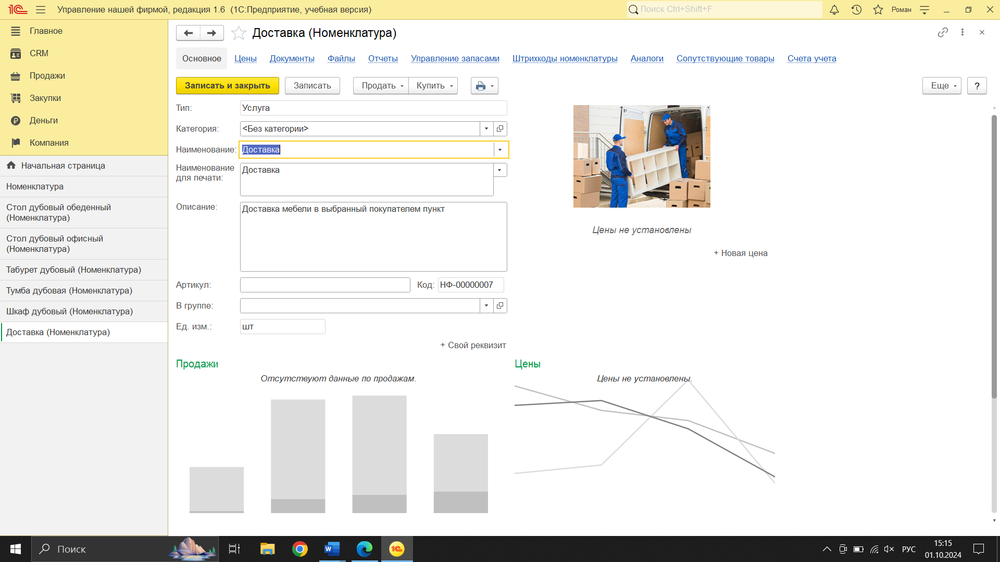 Управление нашей фирмой, редакция 1.6 (1С:Предприятие, учебная версия)
Поиск Ctrl+Shift+F
Роман
Главное
CRM
Продажи
Закупки
Деньги
Компания
Начальная страница
Номенклатура
Стол дубовый обеденный
(Номенклатура)
Стол дубовый офисный
(Номенклатура)
Табурет дубовый (Номенклатура)
Тумба дубовая (Номенклатура)
Шкаф дубовый (Номенклатура)
Доставка (Номенклатура)
Доставка (Номенклатура)
Основное Цены Документы Файлы Отчеты Управление запасами Штрихкоды номенклатуры Аналоги Сопутствующие товары Счета учета
Записать и закрыть Записать Продать Купить Еще ?
Тип: Услуга
Категория: <Без категории>
Наименование: Доставка
Наименование
для печати: Доставка
Описание: Доставка мебели в выбранный покупателем пункт
Цены не установлены
+ Новая цена
Артикул: Код: НФ-00000007
В группе:
Ед. изм.: шт
+ Свой реквизит
Продажи
Отсутствуют данные по продажам.
Цены
Цены не установлены.
Поиск
РУС
15:15
01.10.2024